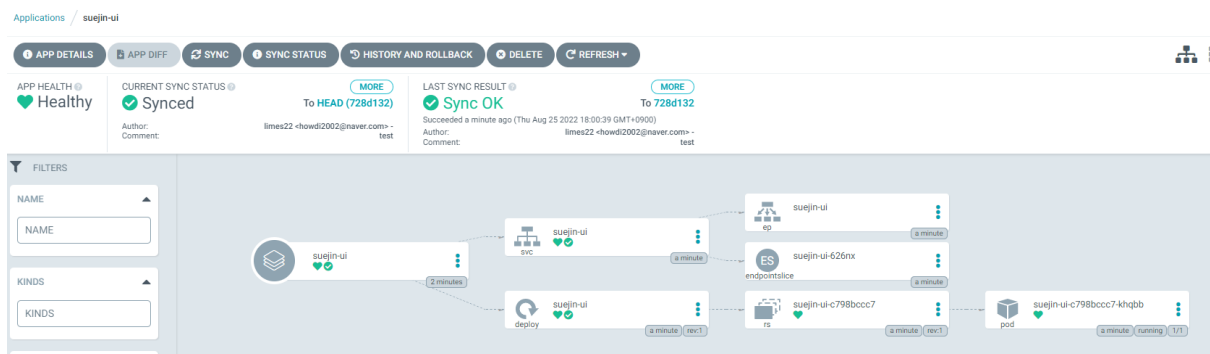 Applications / suejin-ui
APP DETAILS
APP DIFF
SYNC
SYNC STATUS
HISTORY AND ROLLBACK
DELETE
REFRESH
APP HEALTH
Healthy
CURRENT SYNC STATUS
MORE
Synced
To HEAD (728d132)
Author: limes22 <howdi2002@naver.com> -
Comment: test
LAST SYNC RESULT
MORE
Sync OK
To 728d132
Succeeded a minute ago (Thu Aug 25 2022 18:00:39 GMT+0900)
Author: limes22 <howdi2002@naver.com> -
Comment: test
FILTERS
NAME
NAME
KINDS
KINDS
suejin-ui
2 minutes
suejin-ui
svc
a minute
suejin-ui
deploy
a minute rev:1
suejin-ui
ep
a minute
ES
suejin-ui-626nx
endpointslice
a minute
suejin-ui-c798bccc7
rs
a minute rev:1
suejin-ui-c798bccc7-khqbb
pod
a minute running 1/1